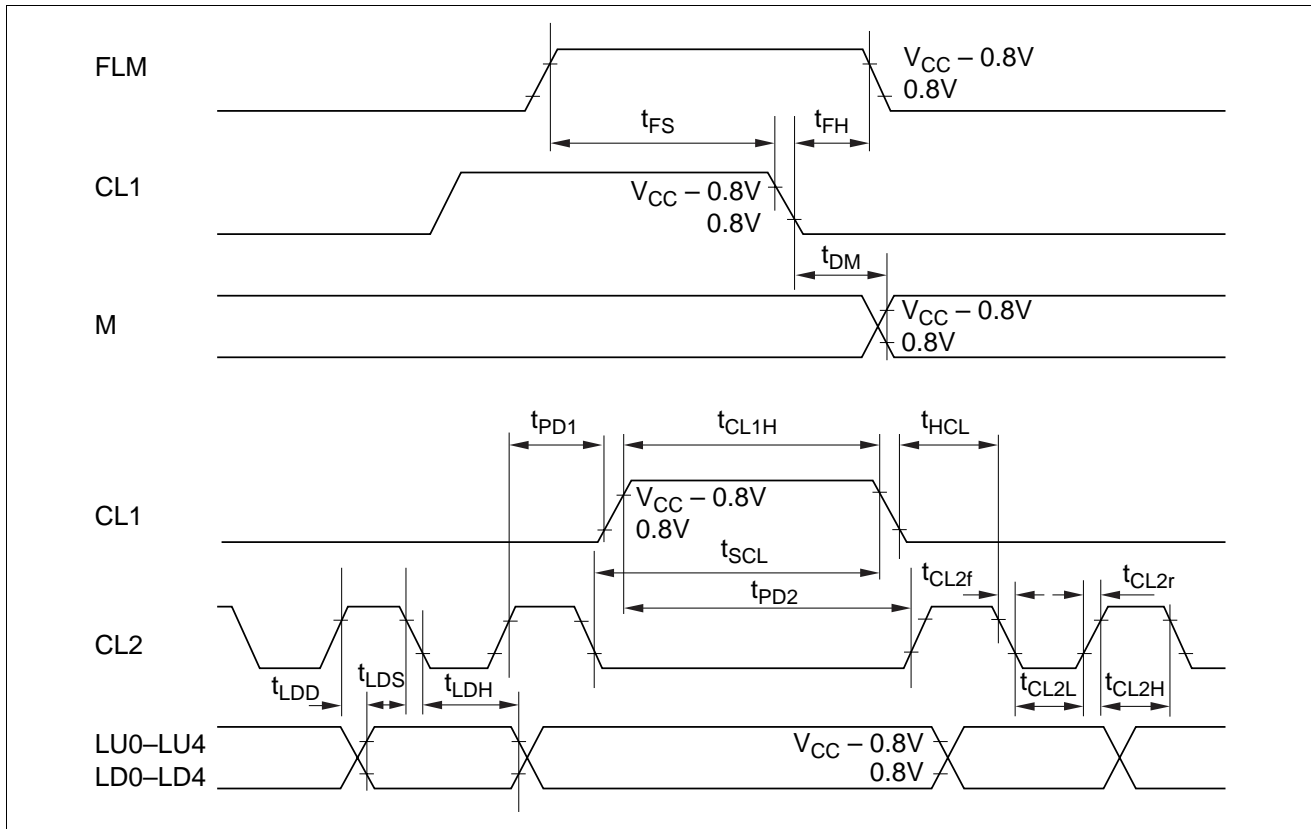 FLM
V_CC – 0.8V
0.8V
t_FS
t_FH
CL1
V_CC – 0.8V
0.8V
t_DM
M
V_CC – 0.8V
0.8V
t_PD1
t_CL1H
t_HCL
CL1
V_CC – 0.8V
0.8V
t_SCL
t_CL2f
t_CL2r
t_PD2
CL2
t_LDD
t_LDS
t_LDH
t_CL2L
t_CL2H
LU0–LU4
V_CC – 0.8V
LD0–LD4
0.8V